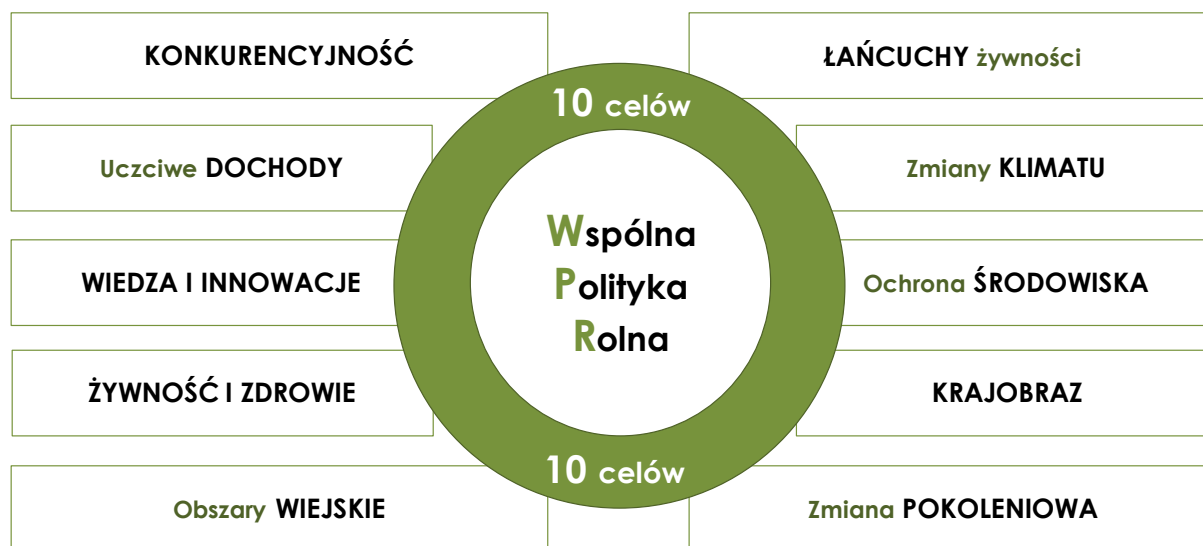 KONKURENCYJNOŚĆ
ŁAŃCUCHY żywności
10 celów
Uczciwe DOCHODY
Zmiany KLIMATU
Wspólna
Polityka
Rolna
WIEDZA I INNOWACJE
Ochrona ŚRODOWISKA
ŻYWNOŚĆ I ZDROWIE
KRAJOBRAZ
10 celów
Obszary WIEJSKIE
Zmiana POKOLENIOWA